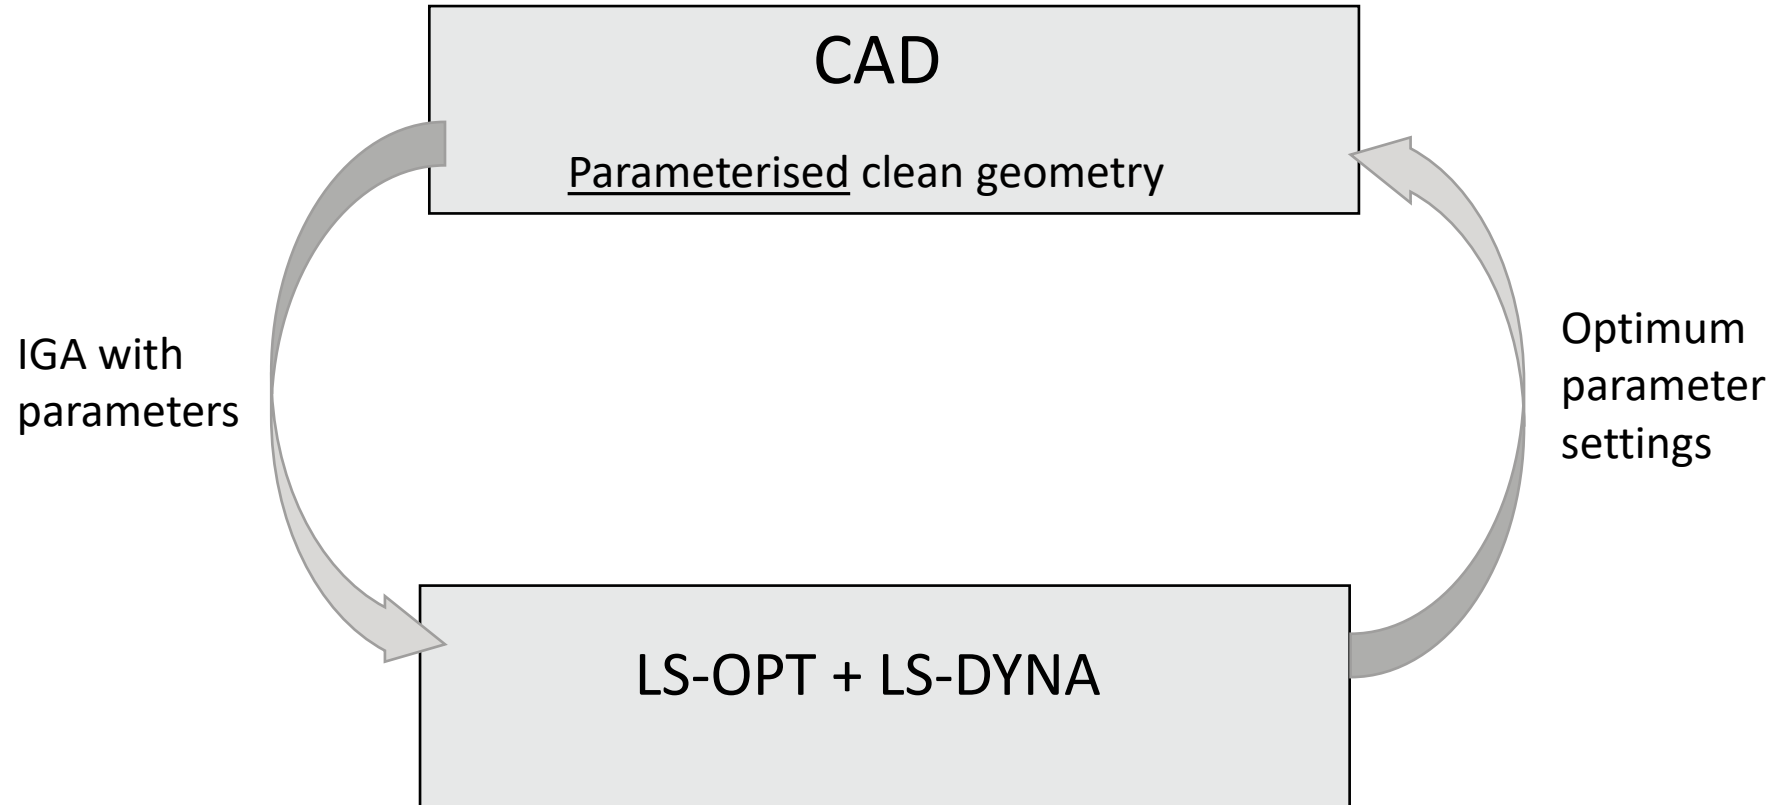 CAD
Parameterised clean geometry
IGA with
parameters
Optimum
parameter
settings
LS-OPT + LS-DYNA